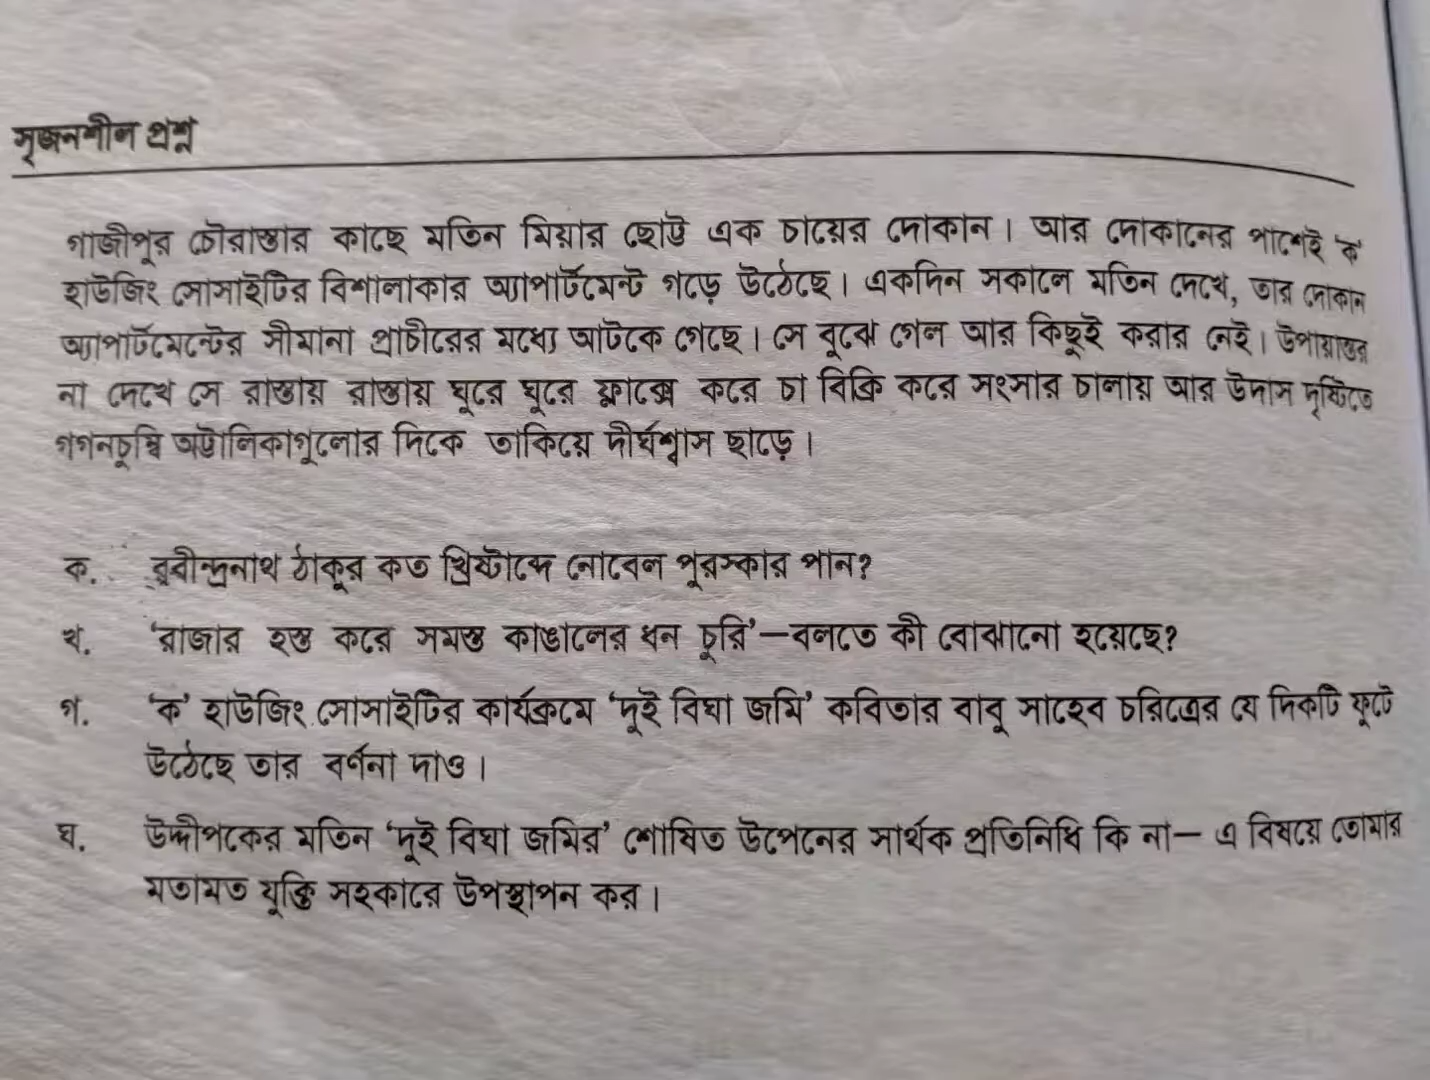 সৃজনশীল প্রশ্ন
গাজীপুর চৌরাস্তার কাছে মতিন মিয়ার ছোট্ট এক চায়ের দোকান। আর দোকানের পাশেই ‘ক’
হাউজিং সোসাইটির বিশালাকার অ্যাপার্টমেন্ট গড়ে উঠেছে। একদিন সকালে মতিন দেখে, তার দোকান
অ্যাপার্টমেন্টের সীমানা প্রাচীরের মধ্যে আটকে গেছে। সে বুঝে গেল আর কিছুই করার নেই। উপায়ান্তর
না দেখে সে রাস্তায় রাস্তায় ঘুরে ঘুরে ফ্লাক্সে করে চা বিক্রি করে সংসার চালায় আর উদাস দৃষ্টিতে
গগনচুম্বি অট্টালিকাগুলোর দিকে তাকিয়ে দীর্ঘশ্বাস ছাড়ে।
ক. রবীন্দ্রনাথ ঠাকুর কত খ্রিষ্টাব্দে নোবেল পুরস্কার পান?
খ. ‘রাজার হস্ত করে সমস্ত কাঙালের ধন চুরি’—বলতে কী বোঝানো হয়েছে?
গ. ‘ক’ হাউজিং সোসাইটির কার্যক্রমে ‘দুই বিঘা জমি’ কবিতার বাবু সাহেব চরিত্রের যে দিকটি ফুটে
উঠেছে তার বর্ণনা দাও।
ঘ. উদ্দীপকের মতিন ‘দুই বিঘা জমির’ শোষিত উপেনের সার্থক প্রতিনিধি কি না— এ বিষয়ে তোমার
মতামত যুক্তি সহকারে উপস্থাপন কর।